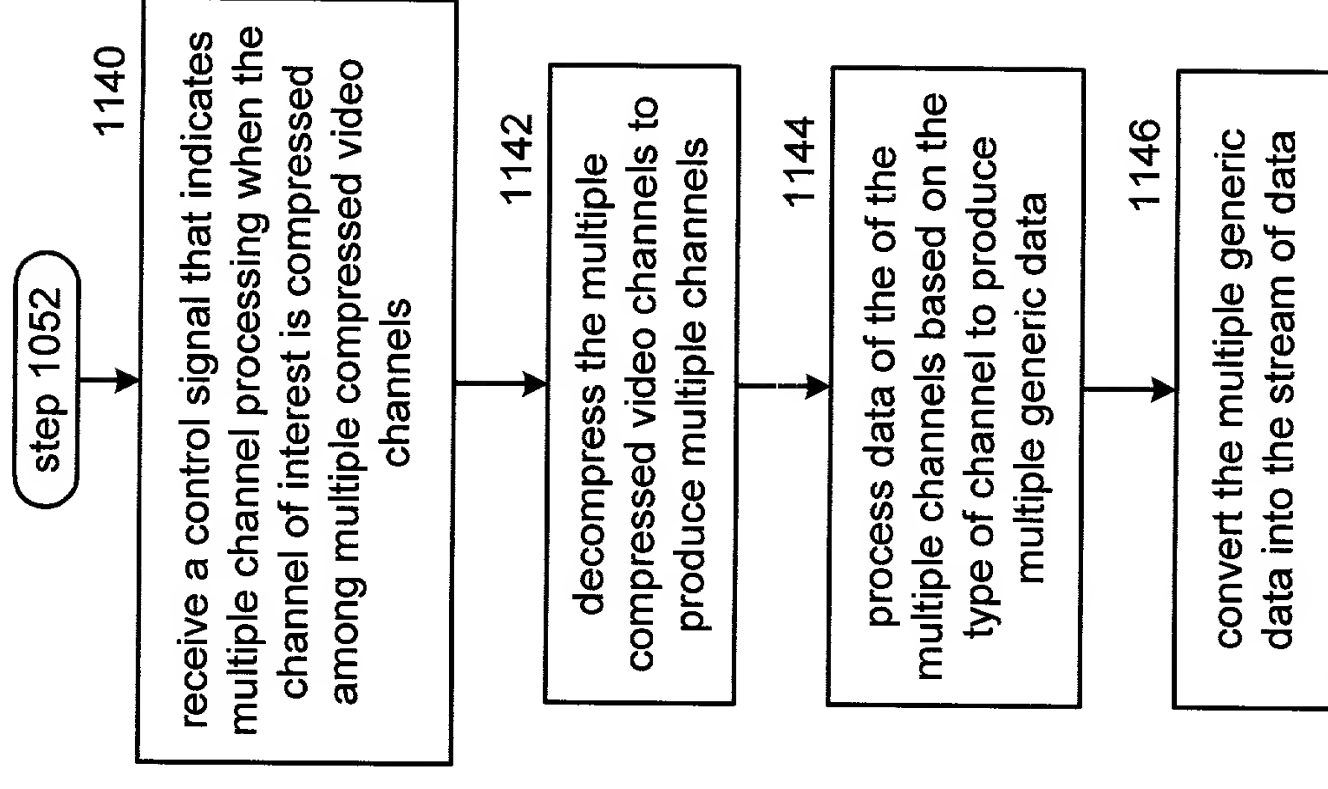 step 1052
1140
receive a control signal that indicates
multiple channel processing when the
channel of interest is compressed
among multiple compressed video
channels
1142
decompress the multiple
compressed video channels to
produce multiple channels
1144
process data of the of the
multiple channels based on the
type of channel to produce
multiple generic data
1146
convert the multiple generic
data into the stream of data